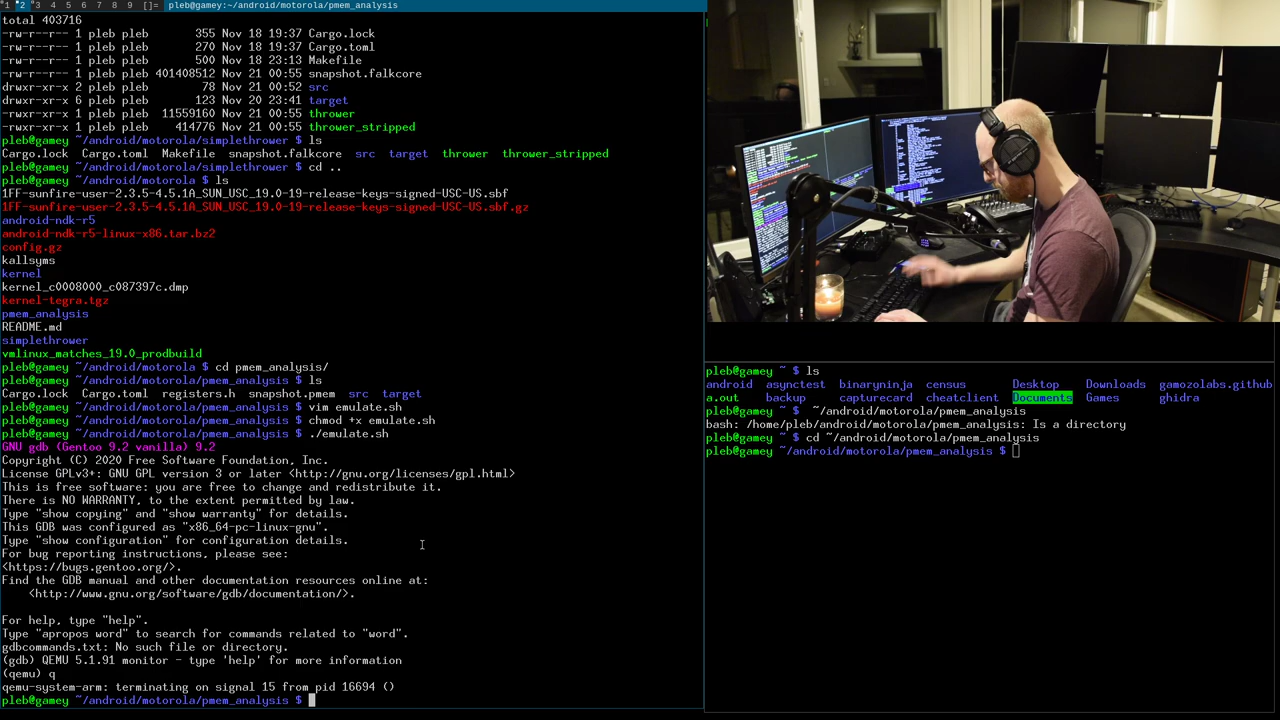 1 2 3 4 5 6 7 8 9 []= pleb@gamey:~/android/motorola/pmem_analysis
total 403716
-rw-r--r-- 1 pleb pleb       355 Nov 18 19:37 Cargo.lock
-rw-r--r-- 1 pleb pleb       270 Nov 18 19:37 Cargo.toml
-rw-r--r-- 1 pleb pleb       500 Nov 18 23:13 Makefile
-rw-r--r-- 1 pleb pleb 401408512 Nov 21 00:55 snapshot.falkcore
drwxr-xr-x 2 pleb pleb        78 Nov 21 00:52 src
drwxr-xr-x 6 pleb pleb       123 Nov 20 23:41 target
-rwxr-xr-x 1 pleb pleb  11559160 Nov 21 00:55 thrower
-rwxr-xr-x 1 pleb pleb    414776 Nov 21 00:55 thrower_stripped
pleb@gamey ~/android/motorola/simplethrower $ ls
Cargo.lock  Cargo.toml  Makefile  snapshot.falkcore  src  target  thrower  thrower_stripped
pleb@gamey ~/android/motorola/simplethrower $ cd ..
pleb@gamey ~/android/motorola $ ls
1FF-sunfire-user-2.3.5-4.5.1A_SUN_USC_19.0-19-release-keys-signed-USC-US.sbf
1FF-sunfire-user-2.3.5-4.5.1A_SUN_USC_19.0-19-release-keys-signed-USC-US.sbf.gz
android-ndk-r5
android-ndk-r5-linux-x86.tar.bz2
config.gz
kallsyms
kernel
kernel_c0008000_c087397c.dmp
kernel-tegra.tgz
pmem_analysis
README.md
simplethrower
vmlinux_matches_19.0_prodbuild
pleb@gamey ~/android/motorola $ cd pmem_analysis/
pleb@gamey ~/android/motorola/pmem_analysis $ ls
Cargo.lock  Cargo.toml  registers.h  snapshot.pmem  src  target
pleb@gamey ~/android/motorola/pmem_analysis $ vim emulate.sh
pleb@gamey ~/android/motorola/pmem_analysis $ chmod +x emulate.sh
pleb@gamey ~/android/motorola/pmem_analysis $ ./emulate.sh
GNU gdb (Gentoo 9.2 vanilla) 9.2
Copyright (C) 2020 Free Software Foundation, Inc.
License GPLv3+: GNU GPL version 3 or later <http://gnu.org/licenses/gpl.html>
This is free software: you are free to change and redistribute it.
There is NO WARRANTY, to the extent permitted by law.
Type "show copying" and "show warranty" for details.
This GDB was configured as "x86_64-pc-linux-gnu".
Type "show configuration" for configuration details.
For bug reporting instructions, please see:
<https://bugs.gentoo.org/>.
Find the GDB manual and other documentation resources online at:
    <http://www.gnu.org/software/gdb/documentation/>.
For help, type "help".
Type "apropos word" to search for commands related to "word".
gdbcommands.txt: No such file or directory.
(gdb) QEMU 5.1.91 monitor - type 'help' for more information
(qemu) q
qemu-system-arm: terminating on signal 15 from pid 16694 ()
pleb@gamey ~/android/motorola/pmem_analysis $
pleb@gamey ~ $ ls
android  asynctest  binaryninja  census  Desktop  Downloads  gamozolabs.github
a.out  backup  capturecard  cheatclient  Documents  Games  ghidra
pleb@gamey ~ $  ~/android/motorola/pmem_analysis
bash: /home/pleb/android/motorola/pmem_analysis: Is a directory
pleb@gamey ~ $ cd ~/android/motorola/pmem_analysis
pleb@gamey ~/android/motorola/pmem_analysis $